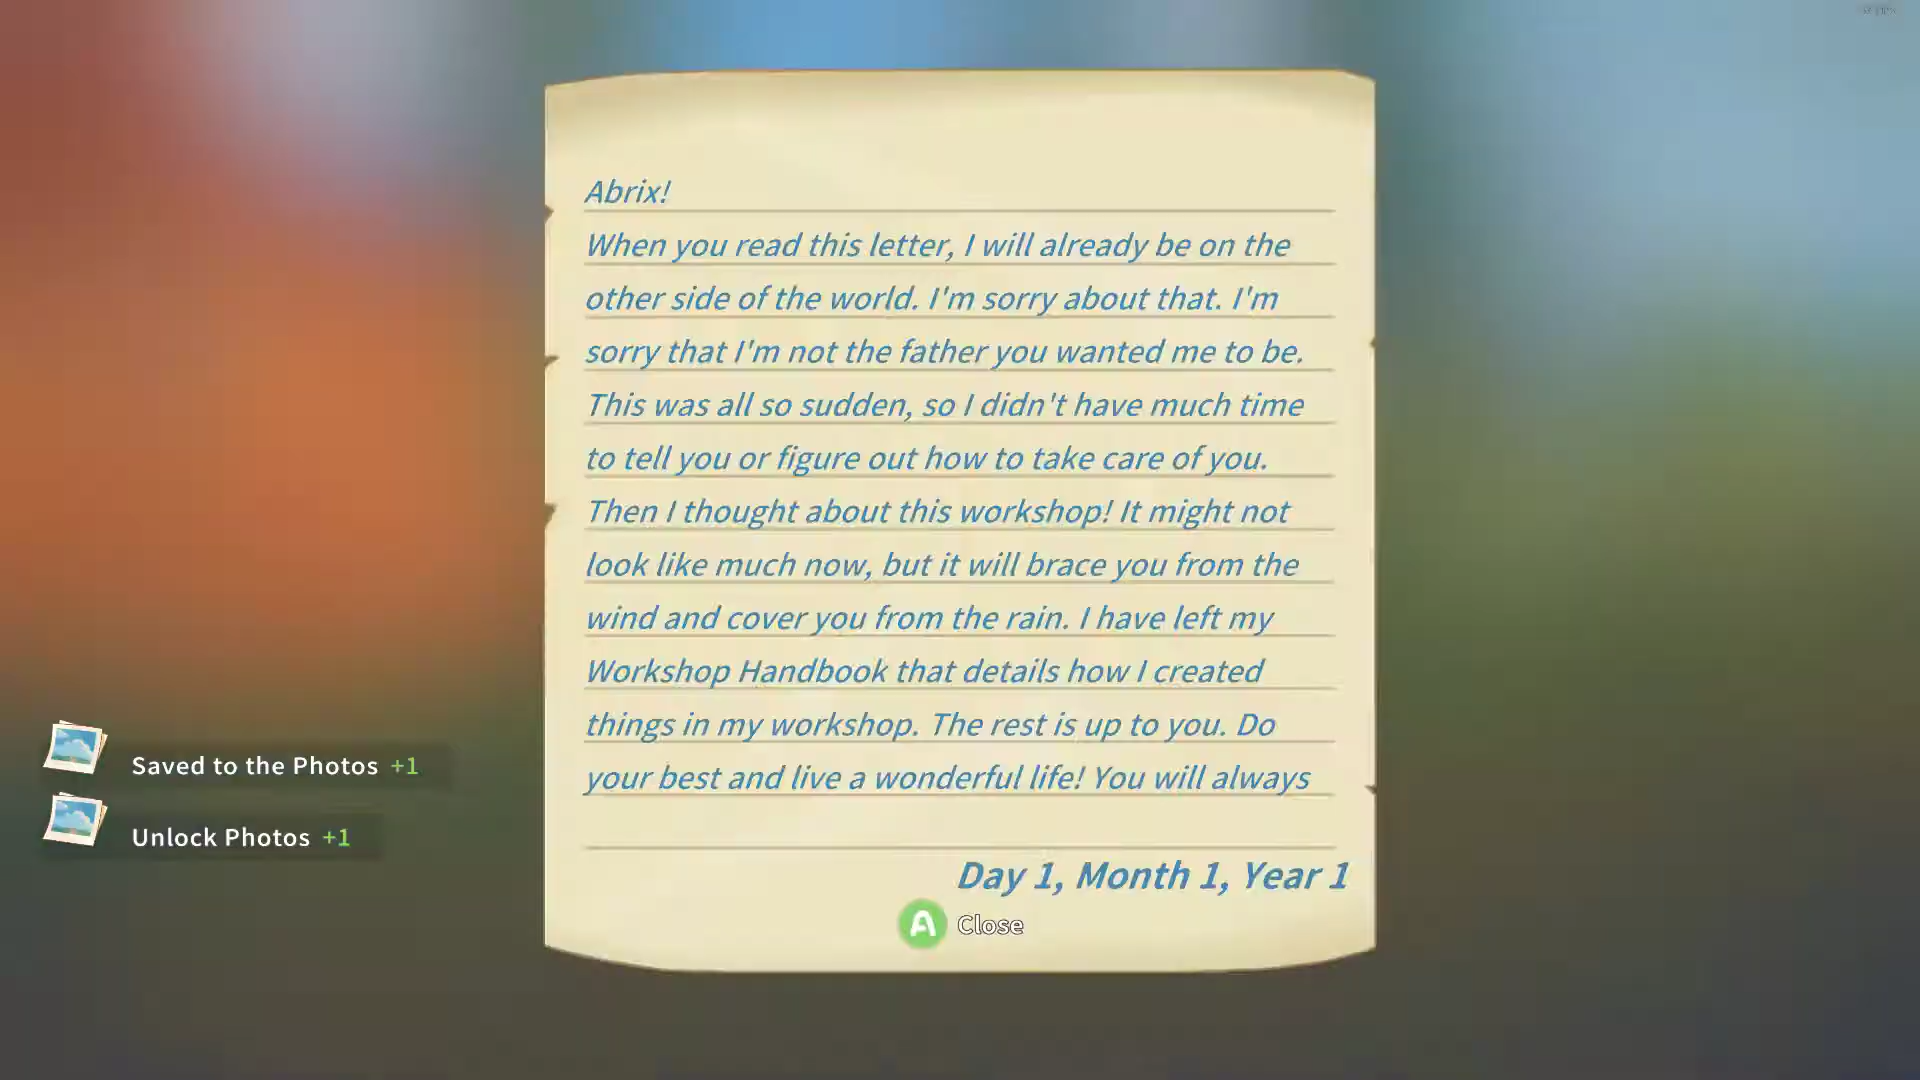 Abrix!
When you read this letter, I will already be on the
other side of the world. I'm sorry about that. I'm
sorry that I'm not the father you wanted me to be.
This was all so sudden, so I didn't have much time
to tell you or figure out how to take care of you.
Then I thought about this workshop! It might not
look like much now, but it will brace you from the
wind and cover you from the rain. I have left my
Workshop Handbook that details how I created
things in my workshop. The rest is up to you. Do
your best and live a wonderful life! You will always
Day 1, Month 1, Year 1
A Close
Saved to the Photos +1
Unlock Photos +1